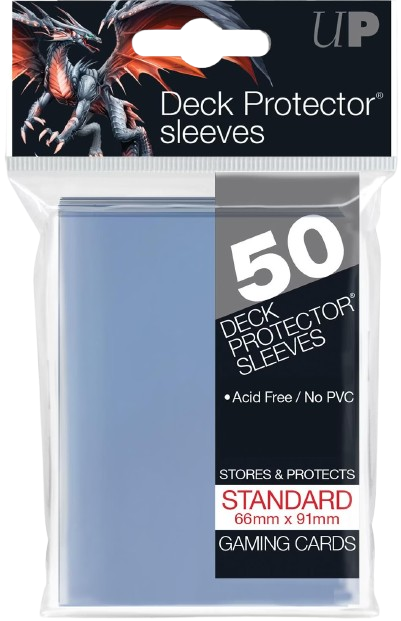 UP
Deck Protector®
sleeves
50
DECK
PROTECTOR®
SLEEVES
•Acid Free / No PVC
STORES & PROTECTS
STANDARD
66mm x 91mm
GAMING CARDS